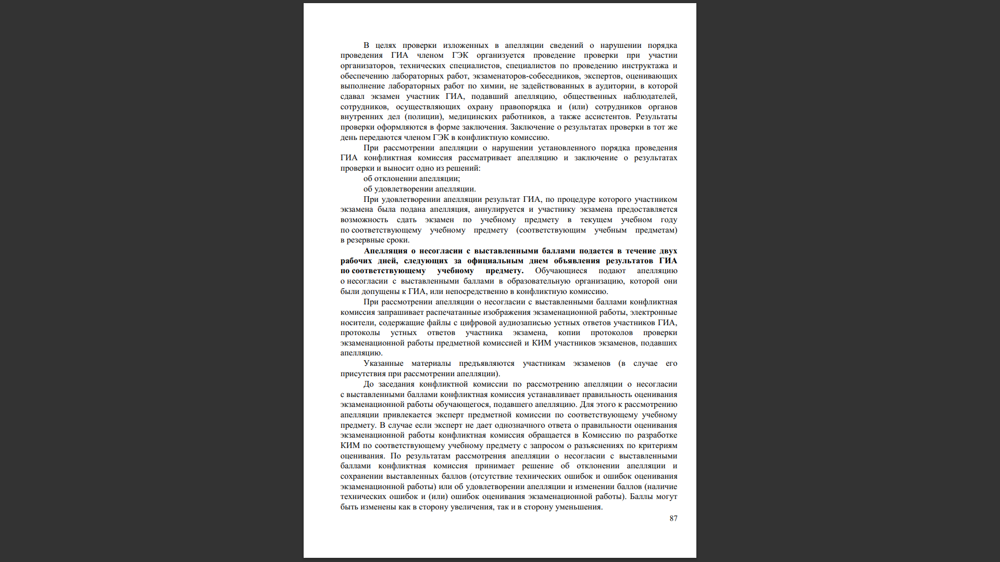 В целях проверки изложенных в апелляции сведений о нарушении порядка
проведения ГИА членом ГЭК организуется проведение проверки при участии
организаторов, технических специалистов, специалистов по проведению инструктажа и
обеспечению лабораторных работ, экзаменаторов-собеседников, экспертов, оценивающих
выполнение лабораторных работ по химии, не задействованных в аудитории, в которой
сдавал экзамен участник ГИА, подавший апелляцию, общественных наблюдателей,
сотрудников, осуществляющих охрану правопорядка и (или) сотрудников органов
внутренних дел (полиции), медицинских работников, а также ассистентов. Результаты
проверки оформляются в форме заключения. Заключение о результатах проверки в тот же
день передаются членом ГЭК в конфликтную комиссию.
При рассмотрении апелляции о нарушении установленного порядка проведения
ГИА конфликтная комиссия рассматривает апелляцию и заключение о результатах
проверки и выносит одно из решений:
об отклонении апелляции;
об удовлетворении апелляции.
При удовлетворении апелляции результат ГИА, по процедуре которого участником
экзамена была подана апелляция, аннулируется и участнику экзамена предоставляется
возможность сдать экзамен по учебному предмету в текущем учебном году
по соответствующему учебному предмету (соответствующим учебным предметам)
в резервные сроки.
Апелляция о несогласии с выставленными баллами подается в течение двух
рабочих дней, следующих за официальным днем объявления результатов ГИА
по соответствующему учебному предмету. Обучающиеся подают апелляцию
о несогласии с выставленными баллами в образовательную организацию, которой они
были допущены к ГИА, или непосредственно в конфликтную комиссию.
При рассмотрении апелляции о несогласии с выставленными баллами конфликтная
комиссия запрашивает распечатанные изображения экзаменационной работы, электронные
носители, содержащие файлы с цифровой аудиозаписью устных ответов участников ГИА,
протоколы устных ответов участника экзамена, копии протоколов проверки
экзаменационной работы предметной комиссией и КИМ участников экзаменов, подавших
апелляцию.
Указанные материалы предъявляются участникам экзаменов (в случае его
присутствия при рассмотрении апелляции).
До заседания конфликтной комиссии по рассмотрению апелляции о несогласии
с выставленными баллами конфликтная комиссия устанавливает правильность оценивания
экзаменационной работы обучающегося, подавшего апелляцию. Для этого к рассмотрению
апелляции привлекается эксперт предметной комиссии по соответствующему учебному
предмету. В случае если эксперт не дает однозначного ответа о правильности оценивания
экзаменационной работы конфликтная комиссия обращается в Комиссию по разработке
КИМ по соответствующему учебному предмету с запросом о разъяснениях по критериям
оценивания. По результатам рассмотрения апелляции о несогласии с выставленными
баллами конфликтная комиссия принимает решение об отклонении апелляции и
сохранении выставленных баллов (отсутствие технических ошибок и ошибок оценивания
экзаменационной работы) или об удовлетворении апелляции и изменении баллов (наличие
технических ошибок и (или) ошибок оценивания экзаменационной работы). Баллы могут
быть изменены как в сторону увеличения, так и в сторону уменьшения.
87